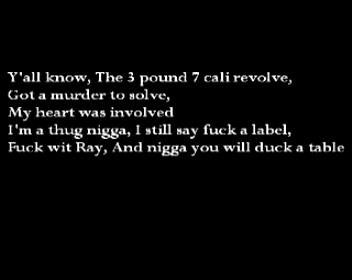 Y'all know, The 3 pound 7 cali revolve,
Got a murder to solve,
My heart was involved
I'm a thug nigga, I still say fuck a label,
Fuck wit Ray, And nigga you will duck a table